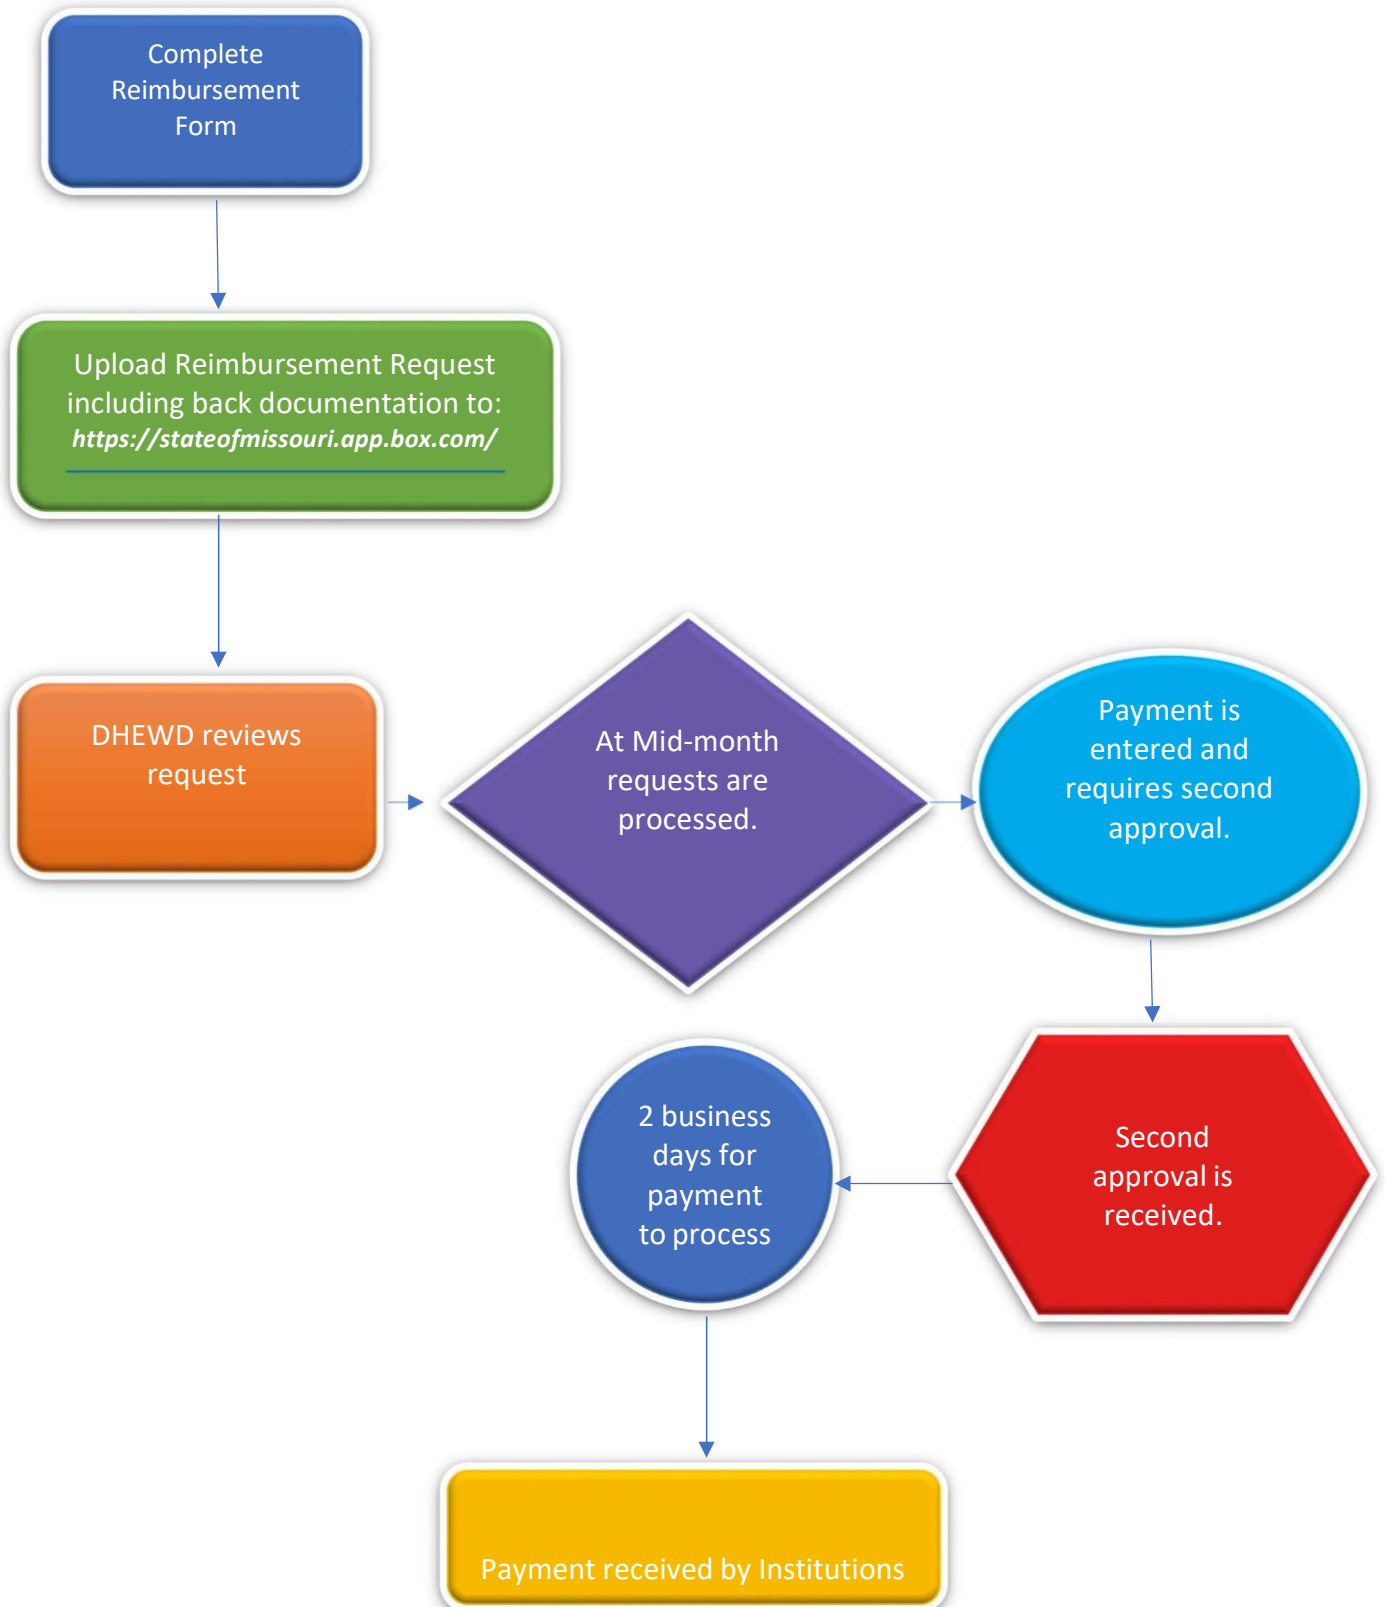 Complete
Reimbursement
Form
Upload Reimbursement Request
including back documentation to:
https://stateofmissouri.app.box.com/
DHEWD reviews
request
At Mid-month
requests are
processed.
Payment is
entered and
requires second
approval.
Second
approval is
received.
2 business
days for
payment
to process
Payment received by Institutions